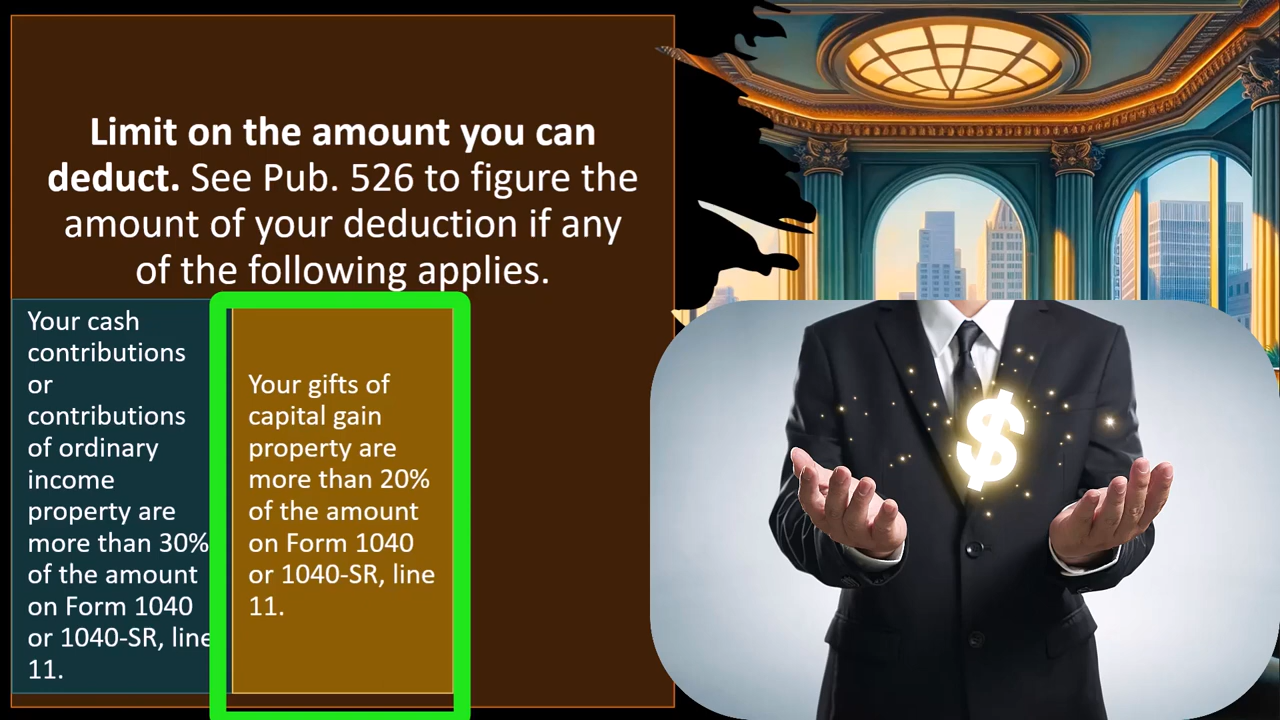 Limit on the amount you can
deduct. See Pub. 526 to figure the
amount of your deduction if any
of the following applies.
Your cash
contributions
or
contributions
of ordinary
income
property are
more than 30%
of the amount
on Form 1040
or 1040-SR, line
11.
Your gifts of
capital gain
property are
more than 20%
of the amount
on Form 1040
or 1040-SR, line
11.
$